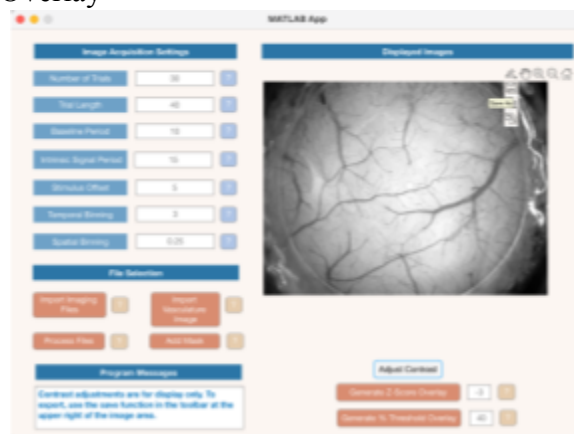 Overlay
MATLAB App
Image Acquisition Settings
Displayed Images
Number of Trials
30
?
Trial Length
40
?
Baseline Period
10
?
Intrinsic Signal Period
15
?
Stimulus Offset
5
?
Temporal Binning
?
Spatial Binning
0.25
?
File Selection
Import Imaging
Files
?
Import
Vasculature
Image
?
Process Files
?
Add Mask
?
Program Messages
Contrast adjustments are for display only. To
export, use the save function in the toolbar at the
upper right of the image area.
Adjust Contrast
Generate Z-Score Overlay
-3
?
Generate % Threshold Overlay
40
?